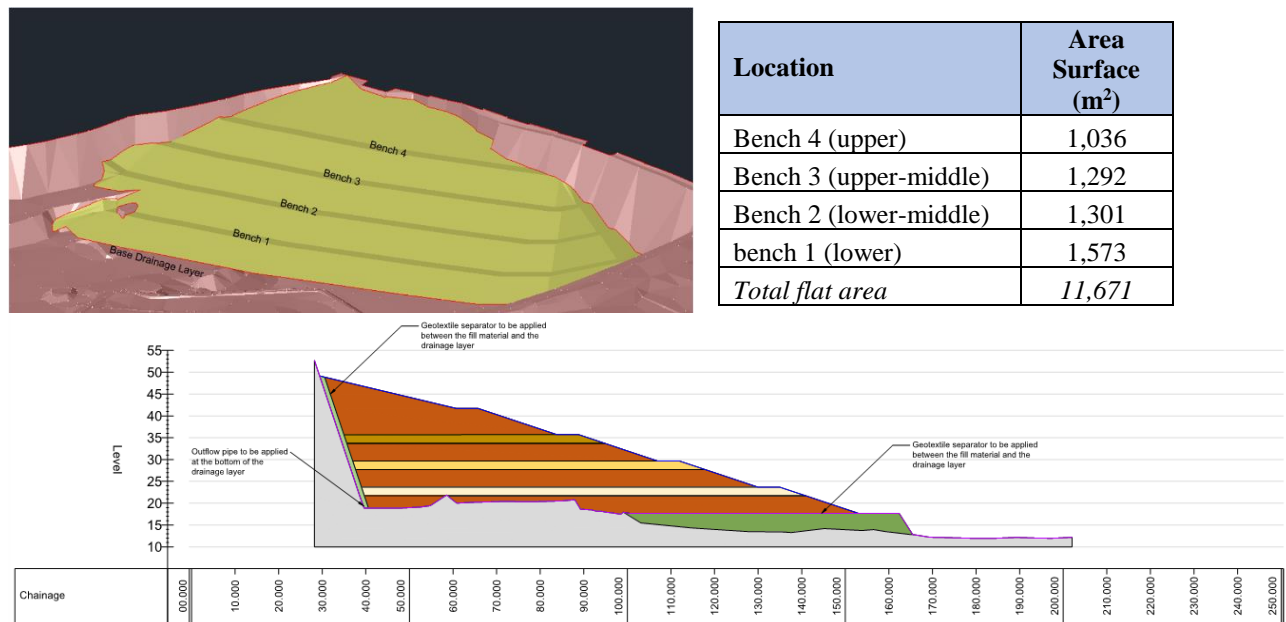 Bench 4
Bench 3
Bench 2
Bench 1
Base Drainage Layer
Location
Area
Surface
(m²)
Bench 4 (upper)
1,036
Bench 3 (upper-middle)
1,292
Bench 2 (lower-middle)
1,301
bench 1 (lower)
1,573
Total flat area
11,671
Geotextile separator to be applied
between the fill material and the
drainage layer
55
50
45
40
35
30
25
20
15
10
Level
Outflow pipe to be applied
at the bottom of the
drainage layer
Geotextile separator to be applied
between the fill material and the
drainage layer
Chainage
00.000
10.000
20.000
30.000
40.000
50.000
60.000
70.000
80.000
90.000
100.000
110.000
120.000
130.000
140.000
150.000
160.000
170.000
180.000
190.000
200.000
210.000
220.000
230.000
240.000
250.000